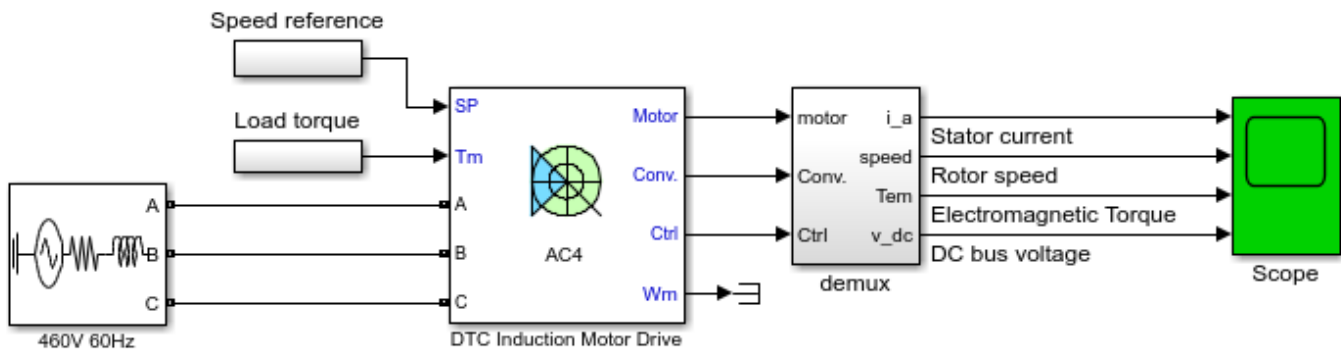 Speed reference
SP
Load torque
Tm
A
B
C
460V 60Hz
A
B
C
AC4
Motor
Conv.
Ctrl
Wm
DTC Induction Motor Drive
motor
Conv.
Ctrl
i_a
speed
Tem
v_dc
demux
Stator current
Rotor speed
Electromagnetic Torque
DC bus voltage
Scope